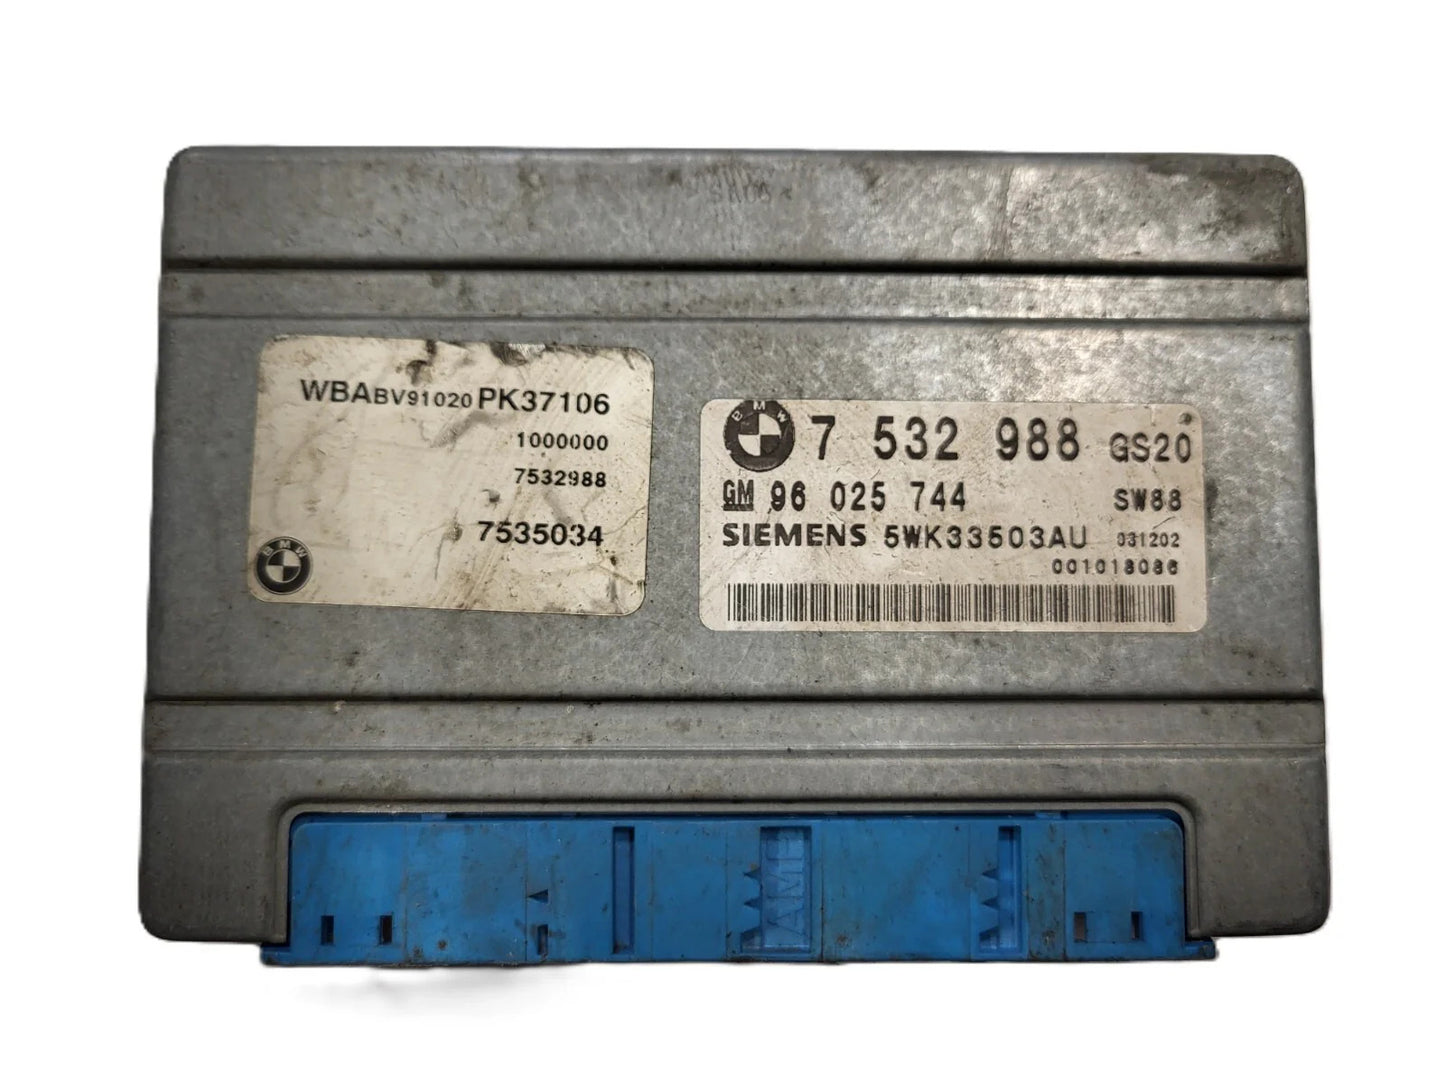 WBABV91020PK37106
1000000
7532988
7535034
BMW
BMW 7 532 988 GS20
GM 96 025 744 SW88
SIEMENS 5WK33503AU 031202
001018086
AMP